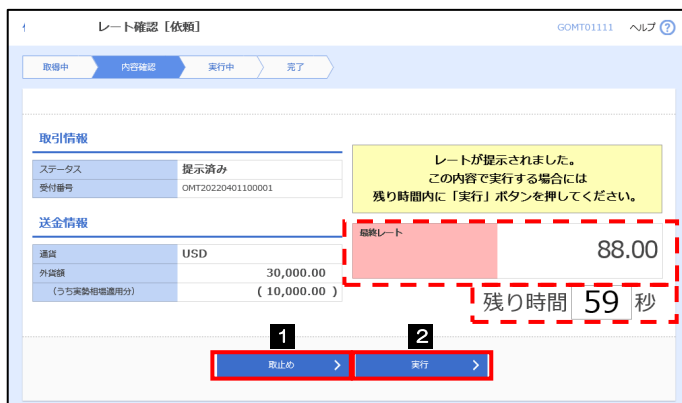 レート確認［依頼］
GOMT01111 ヘルプ ?
取得中 内容確認 実行中 完了
取引情報
ステータス 提示済み
受付番号 OMT20220401100001
レートが提示されました。
この内容で実行する場合には
残り時間内に「実行」ボタンを押してください。
送金情報
通貨 USD
外貨額 30,000.00
（うち実勢相場適用分） ( 10,000.00 )
最終レート 88.00
残り時間 59 秒
1 2
取止め 実行